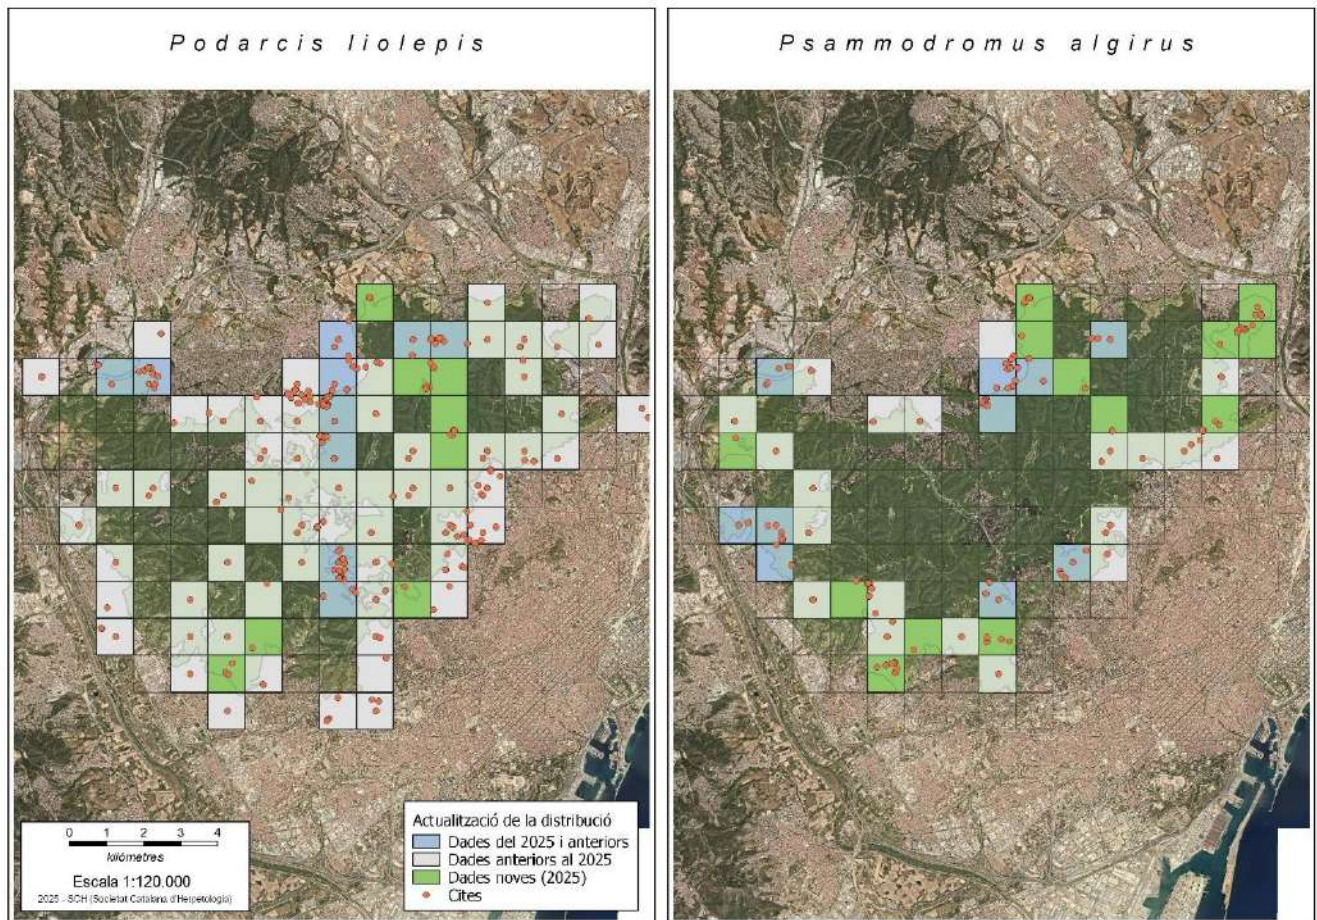 Podarcis liolepis
Psammodromus algirus
0 1 2 3 4
kilómetres
Escala 1:120.000
2025 - SCH (Societat Catalana d'Herpetologia)
Actualització de la distribució
Dades del 2025 i anteriors
Dades anteriors al 2025
Dades noves (2025)
Cites